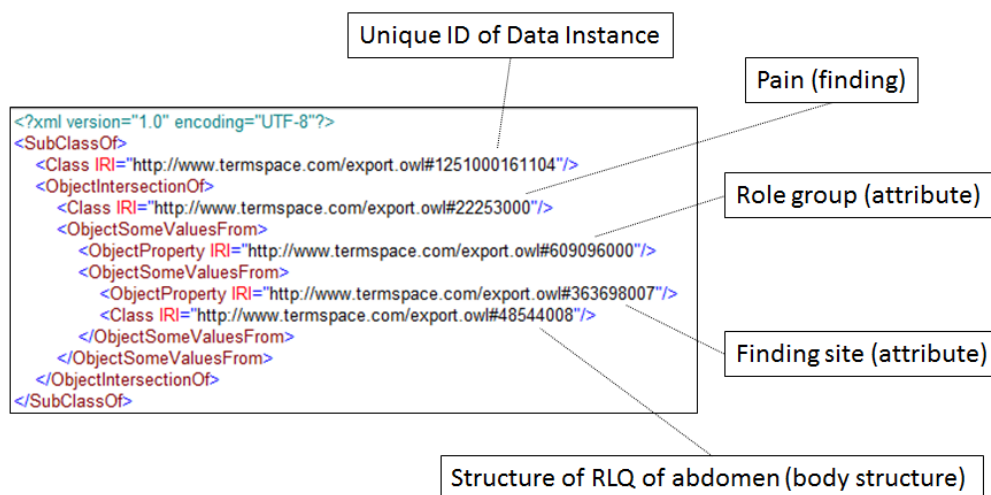 Unique ID of Data Instance
Pain (finding)
<?xml version="1.0" encoding="UTF-8"?>
<SubClassOf>
<Class IRI="http://www.termspace.com/export.owl#1251000161104"/>
<ObjectIntersectionOf>
<Class IRI="http://www.termspace.com/export.owl#22253000"/>
<ObjectSomeValuesFrom>
<ObjectProperty IRI="http://www.termspace.com/export.owl#609096000"/>
<ObjectSomeValuesFrom>
<ObjectProperty IRI="http://www.termspace.com/export.owl#363698007"/>
<Class IRI="http://www.termspace.com/export.owl#48544008"/>
</ObjectSomeValuesFrom>
</ObjectSomeValuesFrom>
</ObjectIntersectionOf>
</SubClassOf>
Role group (attribute)
Finding site (attribute)
Structure of RLQ of abdomen (body structure)